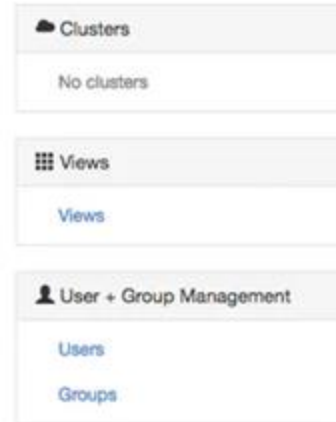 Clusters
No clusters
Views
Views
User + Group Management
Users
Groups